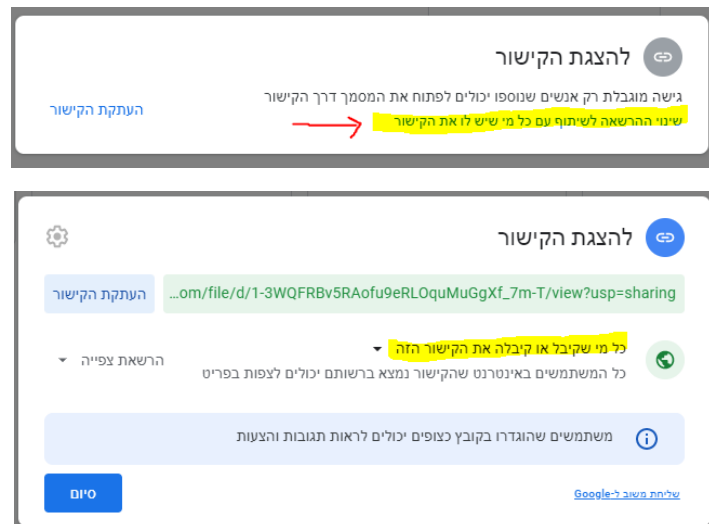 להצגת הקישור
גישה מוגבלת רק אנשים שנוספו יכולים לפתוח את המסמך דרך הקישור
שינוי ההרשאה לשיתוף עם כל מי שיש לו את הקישור
העתקת הקישור
להצגת הקישור
...om/file/d/1-3WQFRBv5RAofu9eRLOquMuGgXf_7m-T/view?usp=sharing
העתקת הקישור
כל מי שקיבל או קיבלה את הקישור הזה
כל המשתמשים באינטרנט שהקישור נמצא ברשותם יכולים לצפות בפריט
הרשאת צפייה
משתמשים שהוגדרו בקובץ כצופים יכולים לראות תגובות והצעות
שליחת משוב ל-Google
סיום